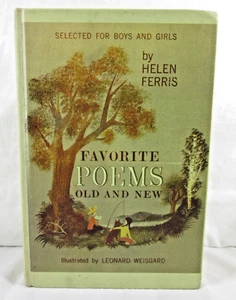 SELECTED FOR BOYS AND GIRLS
by
HELEN
FERRIS
FAVORITE
POEMS
OLD AND NEW
Illustrated by LEONARD WEISGARD